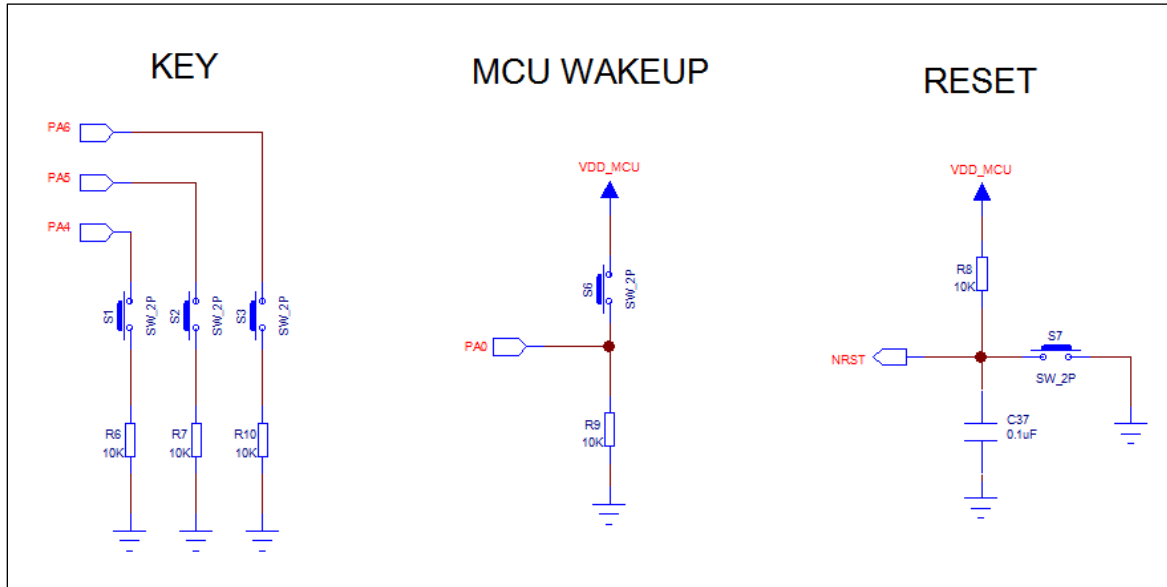 KEY
PA6
PA5
PA4
S1
SW_2P
S2
SW_2P
S3
SW_2P
R6
10K
R7
10K
R10
10K
MCU WAKEUP
VDD_MCU
S6
SW_2P
PA0
R9
10K
RESET
VDD_MCU
R8
10K
NRST
S7
SW_2P
C37
0.1uF